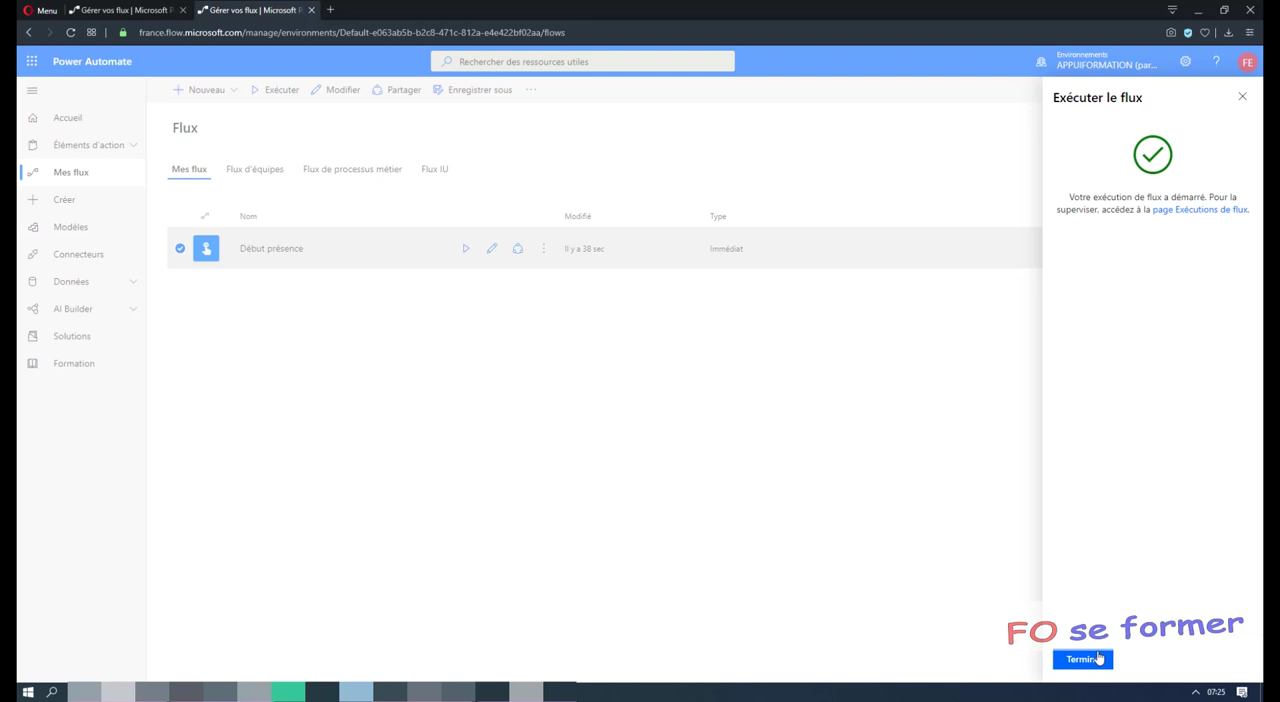 Menu
Gérer vos flux | Microsoft P
Gérer vos flux | Microsoft P
france.flow.microsoft.com/manage/environments/Default-e063ab5b-b2c8-471c-812a-e4e422bf02aa/flows
Power Automate
Rechercher des ressources utiles
Environnements
APPUIFORMATION (par...
FE
Nouveau
Exécuter
Modifier
Partager
Enregistrer sous
Exécuter le flux
Accueil
Éléments d'action
Mes flux
Créer
Modèles
Connecteurs
Données
AI Builder
Solutions
Formation
Flux
Mes flux
Flux d'équipes
Flux de processus métier
Flux IU
Nom
Modifié
Type
Début présence
Il y a 38 sec
Immédiat
Votre exécution de flux a démarré. Pour la
superviser, accédez à la page Exécutions de flux.
FO se former
07:25